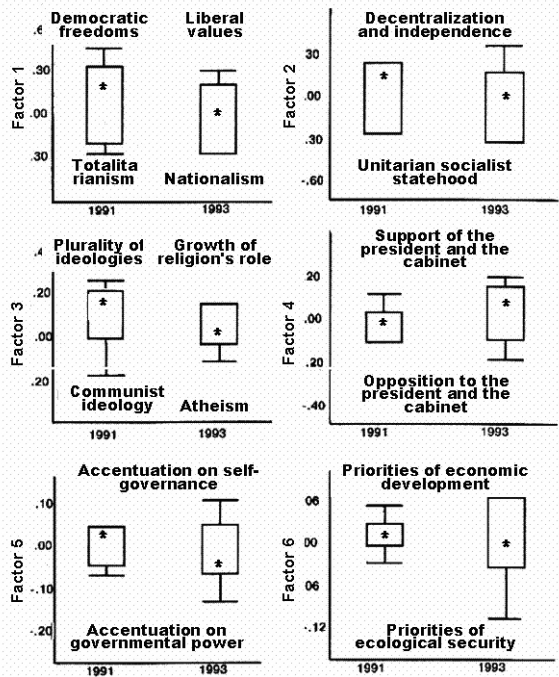 Democratic freedoms
Liberal values
.6
.30
.00
.30
Factor 1
*
*
Totalita rianism
Nationalism
1991
1993
Decentralization and independence
.30
.00
.30
-.60
Factor 2
*
*
Unitarian socialist statehood
1991
1993
.4
Plurality of ideologies
Growth of religion's role
.20
.00
.20
Factor 3
*
*
Communist ideology
Atheism
1991
1993
Support of the president and the cabinet
.20
.00
.20
-.40
Factor 4
*
*
Opposition to the president and the cabinet
1991
1993
Accentuation on self-governance
.10
.00
-.10
-.20
Factor 5
*
*
Accentuation on governmental power
1991
1993
Priorities of economic development
06
00
06
-.12
Factor 6
*
*
Priorities of ecological security
1991
1993